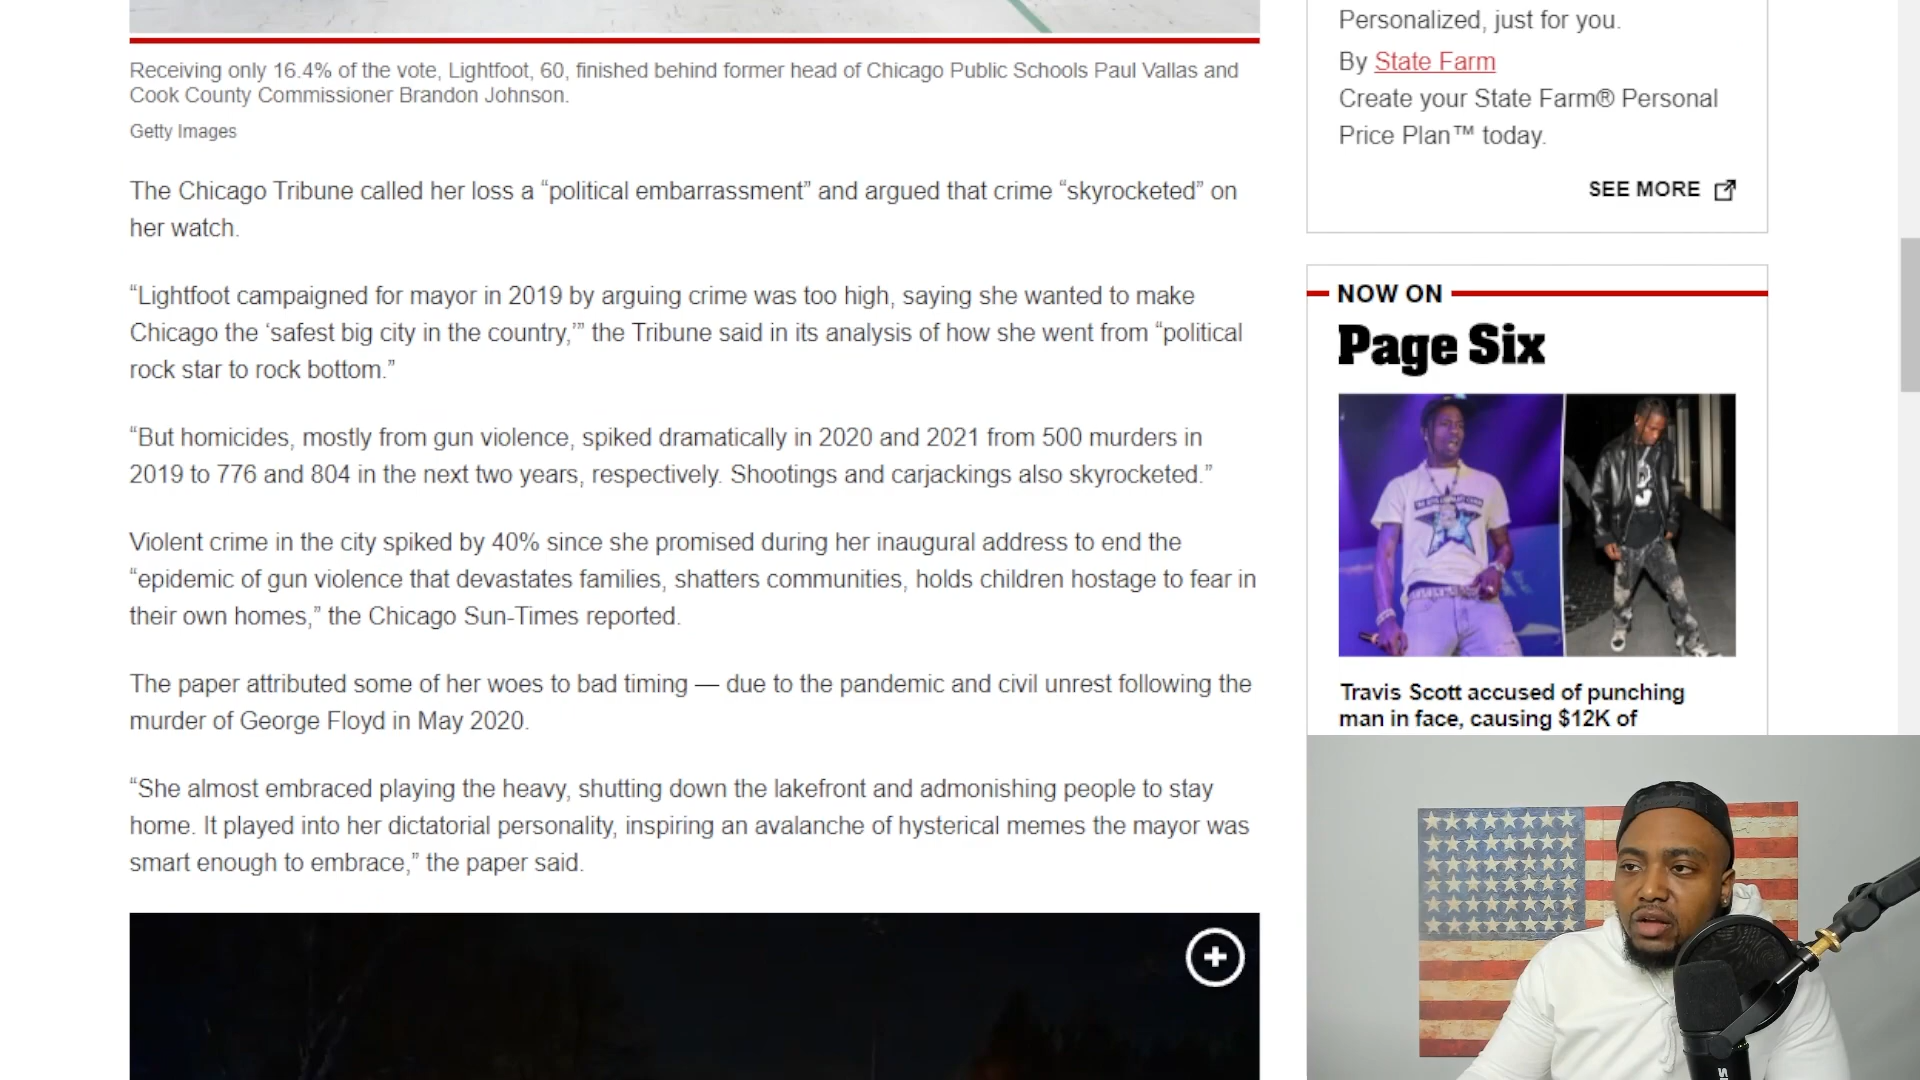 Receiving only 16.4% of the vote, Lightfoot, 60, finished behind former head of Chicago Public Schools Paul Vallas and
Cook County Commissioner Brandon Johnson.
Getty Images
The Chicago Tribune called her loss a “political embarrassment” and argued that crime “skyrocketed” on
her watch.
“Lightfoot campaigned for mayor in 2019 by arguing crime was too high, saying she wanted to make
Chicago the ‘safest big city in the country,’” the Tribune said in its analysis of how she went from “political
rock star to rock bottom.”
“But homicides, mostly from gun violence, spiked dramatically in 2020 and 2021 from 500 murders in
2019 to 776 and 804 in the next two years, respectively. Shootings and carjackings also skyrocketed.”
Violent crime in the city spiked by 40% since she promised during her inaugural address to end the
“epidemic of gun violence that devastates families, shatters communities, holds children hostage to fear in
their own homes,” the Chicago Sun-Times reported.
The paper attributed some of her woes to bad timing — due to the pandemic and civil unrest following the
murder of George Floyd in May 2020.
“She almost embraced playing the heavy, shutting down the lakefront and admonishing people to stay
home. It played into her dictatorial personality, inspiring an avalanche of hysterical memes the mayor was
smart enough to embrace,” the paper said.
Personalized, just for you.
By State Farm
Create your State Farm® Personal
Price Plan™ today.
SEE MORE
NOW ON
Page Six
Travis Scott accused of punching
man in face, causing $12K of